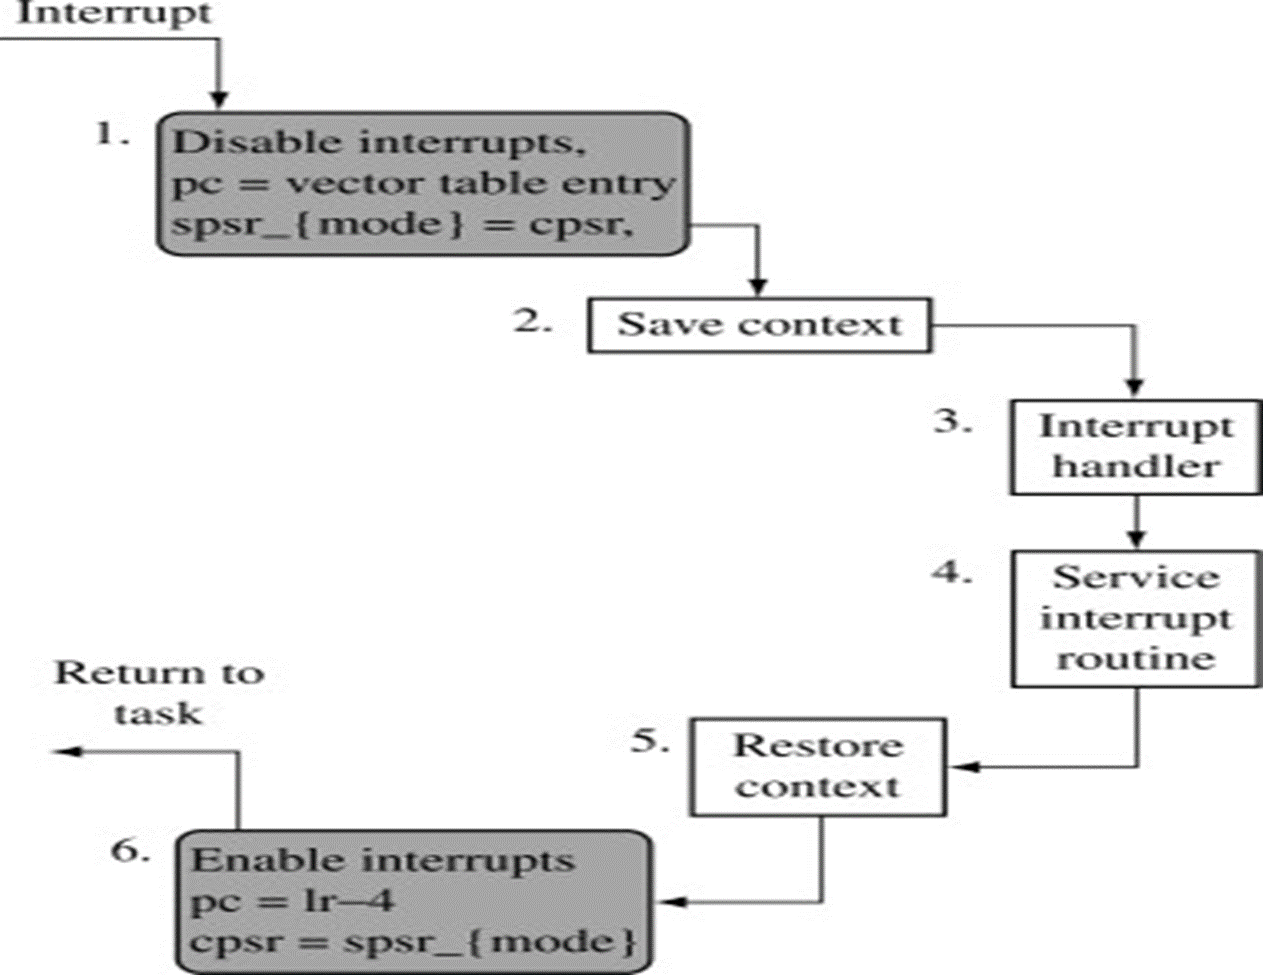 Interrupt
1.
Disable interrupts,
pc = vector table entry
spsr_{mode} = cpsr,
2.
Save context
3.
Interrupt
handler
4.
Service
interrupt
routine
5.
Restore
context
6.
Enable interrupts
pc = lr–4
cpsr = spsr_{mode}
Return to
task